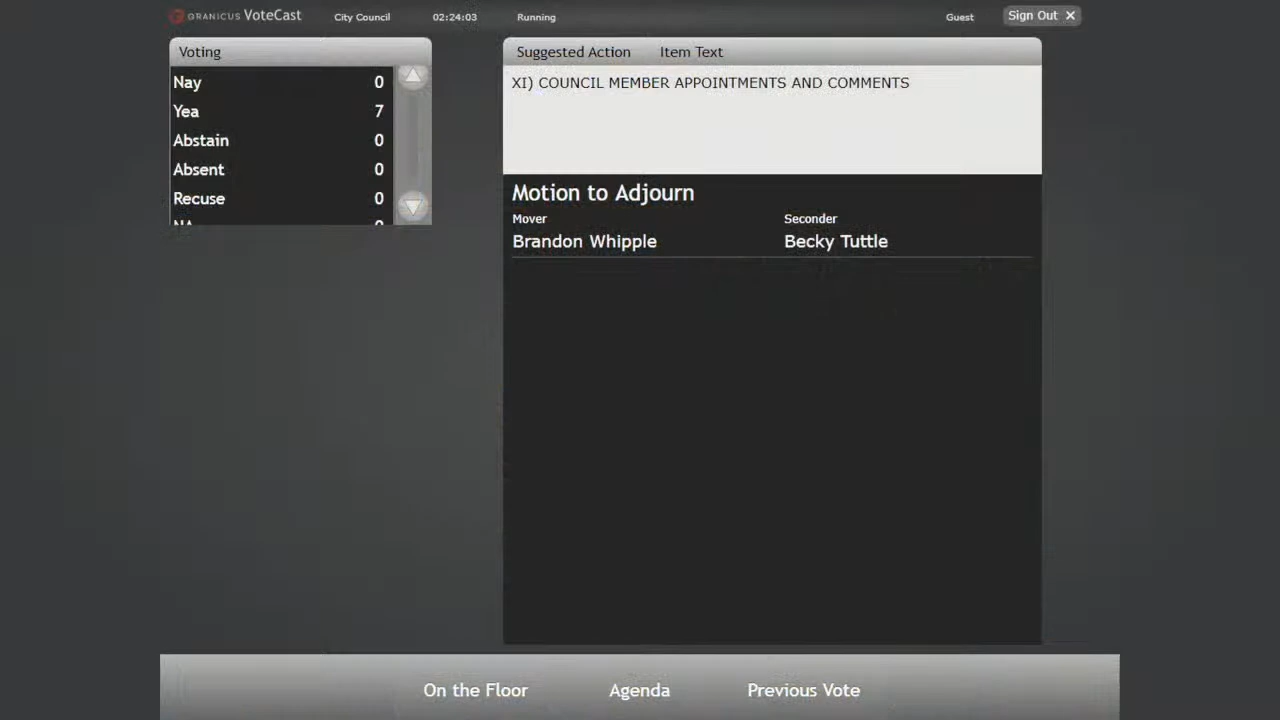 GRANICUS VoteCast City Council 02:24:03 Running Guest Sign Out ✕
Voting
Nay 0
Yea 7
Abstain 0
Absent 0
Recuse 0
NA 0
Suggested Action Item Text
XI) COUNCIL MEMBER APPOINTMENTS AND COMMENTS
Motion to Adjourn
Mover Seconder
Brandon Whipple Becky Tuttle
On the Floor Agenda Previous Vote